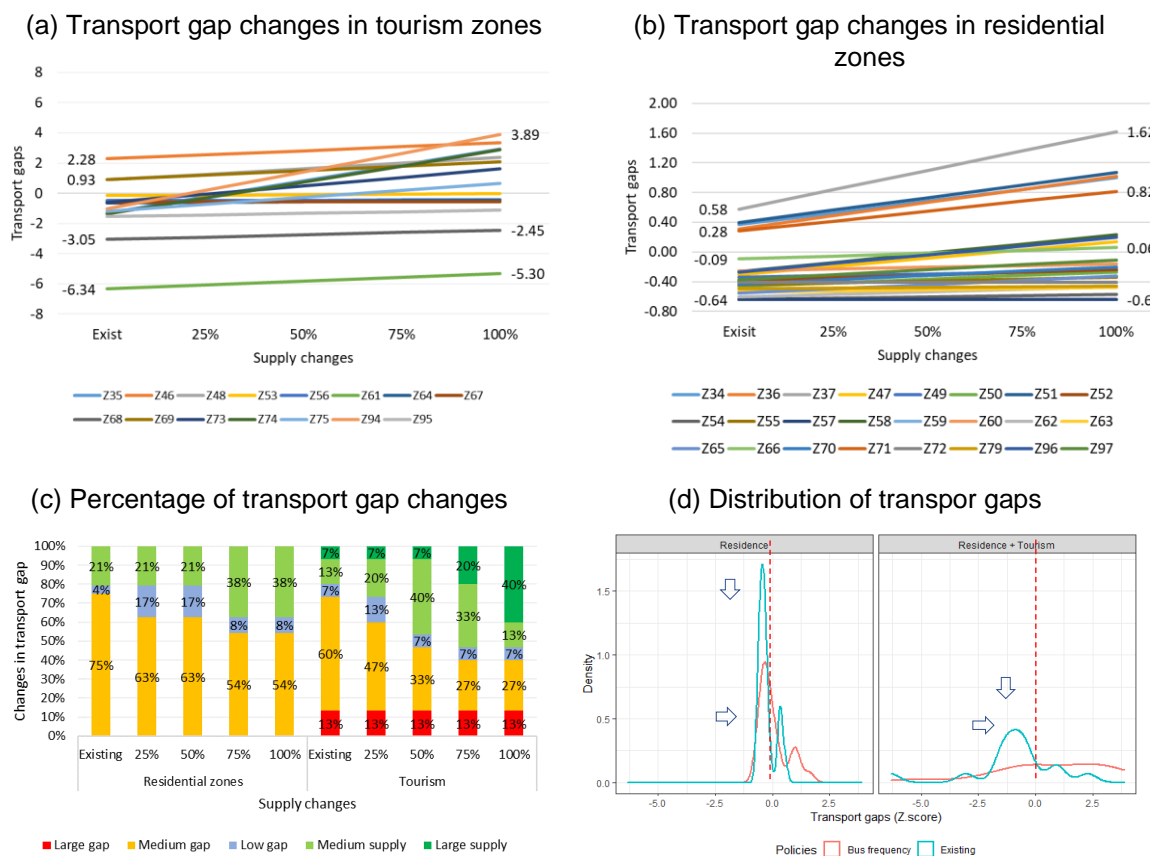 (a) Transport gap changes in tourism zones
8
6
4
2
0
-2
-4
-6
-8
Transport gaps
2.28
0.93
-3.05
-6.34
3.89
-2.45
-5.30
Exist 25% 50% 75% 100%
Supply changes
Z35 Z46 Z48 Z53 Z56 Z61 Z64 Z67
Z68 Z69 Z73 Z74 Z75 Z94 Z95
(b) Transport gap changes in residential
zones
2.00
1.60
1.20
0.80
0.40
0.00
-0.40
-0.80
Transport gaps
0.58
0.28
-0.09
-0.64
1.62
0.82
0.06
-0.6
Exisit 25% 50% 75% 100%
Supply changes
Z34 Z36 Z37 Z47 Z49 Z50 Z51 Z52
Z54 Z55 Z57 Z58 Z59 Z60 Z62 Z63
Z65 Z66 Z70 Z71 Z72 Z79 Z96 Z97
(c) Percentage of transport gap changes
100%
90%
80%
70%
60%
50%
40%
30%
20%
10%
0%
Changes in transport gap
21% 21% 21% 38% 38% 7% 7% 7% 20% 40%
4% 17% 17% 8% 8% 13% 20% 40% 33% 13%
75% 63% 63% 54% 54% 7% 13% 7% 7% 7%
60% 47% 33% 27% 27%
13% 13% 13% 13% 13%
Existing 25% 50% 75% 100% Existing 25% 50% 75% 100%
Residential zones Tourism
Supply changes
Large gap Medium gap Low gap Medium supply Large supply
(d) Distribution of transpor gaps
Residence Residence + Tourism
1.5
1.0
0.5
0.0
Density
-5.0 -2.5 0.0 2.5 -5.0 -2.5 0.0 2.5
Transport gaps (Z.score)
Policies Bus frequency Existing